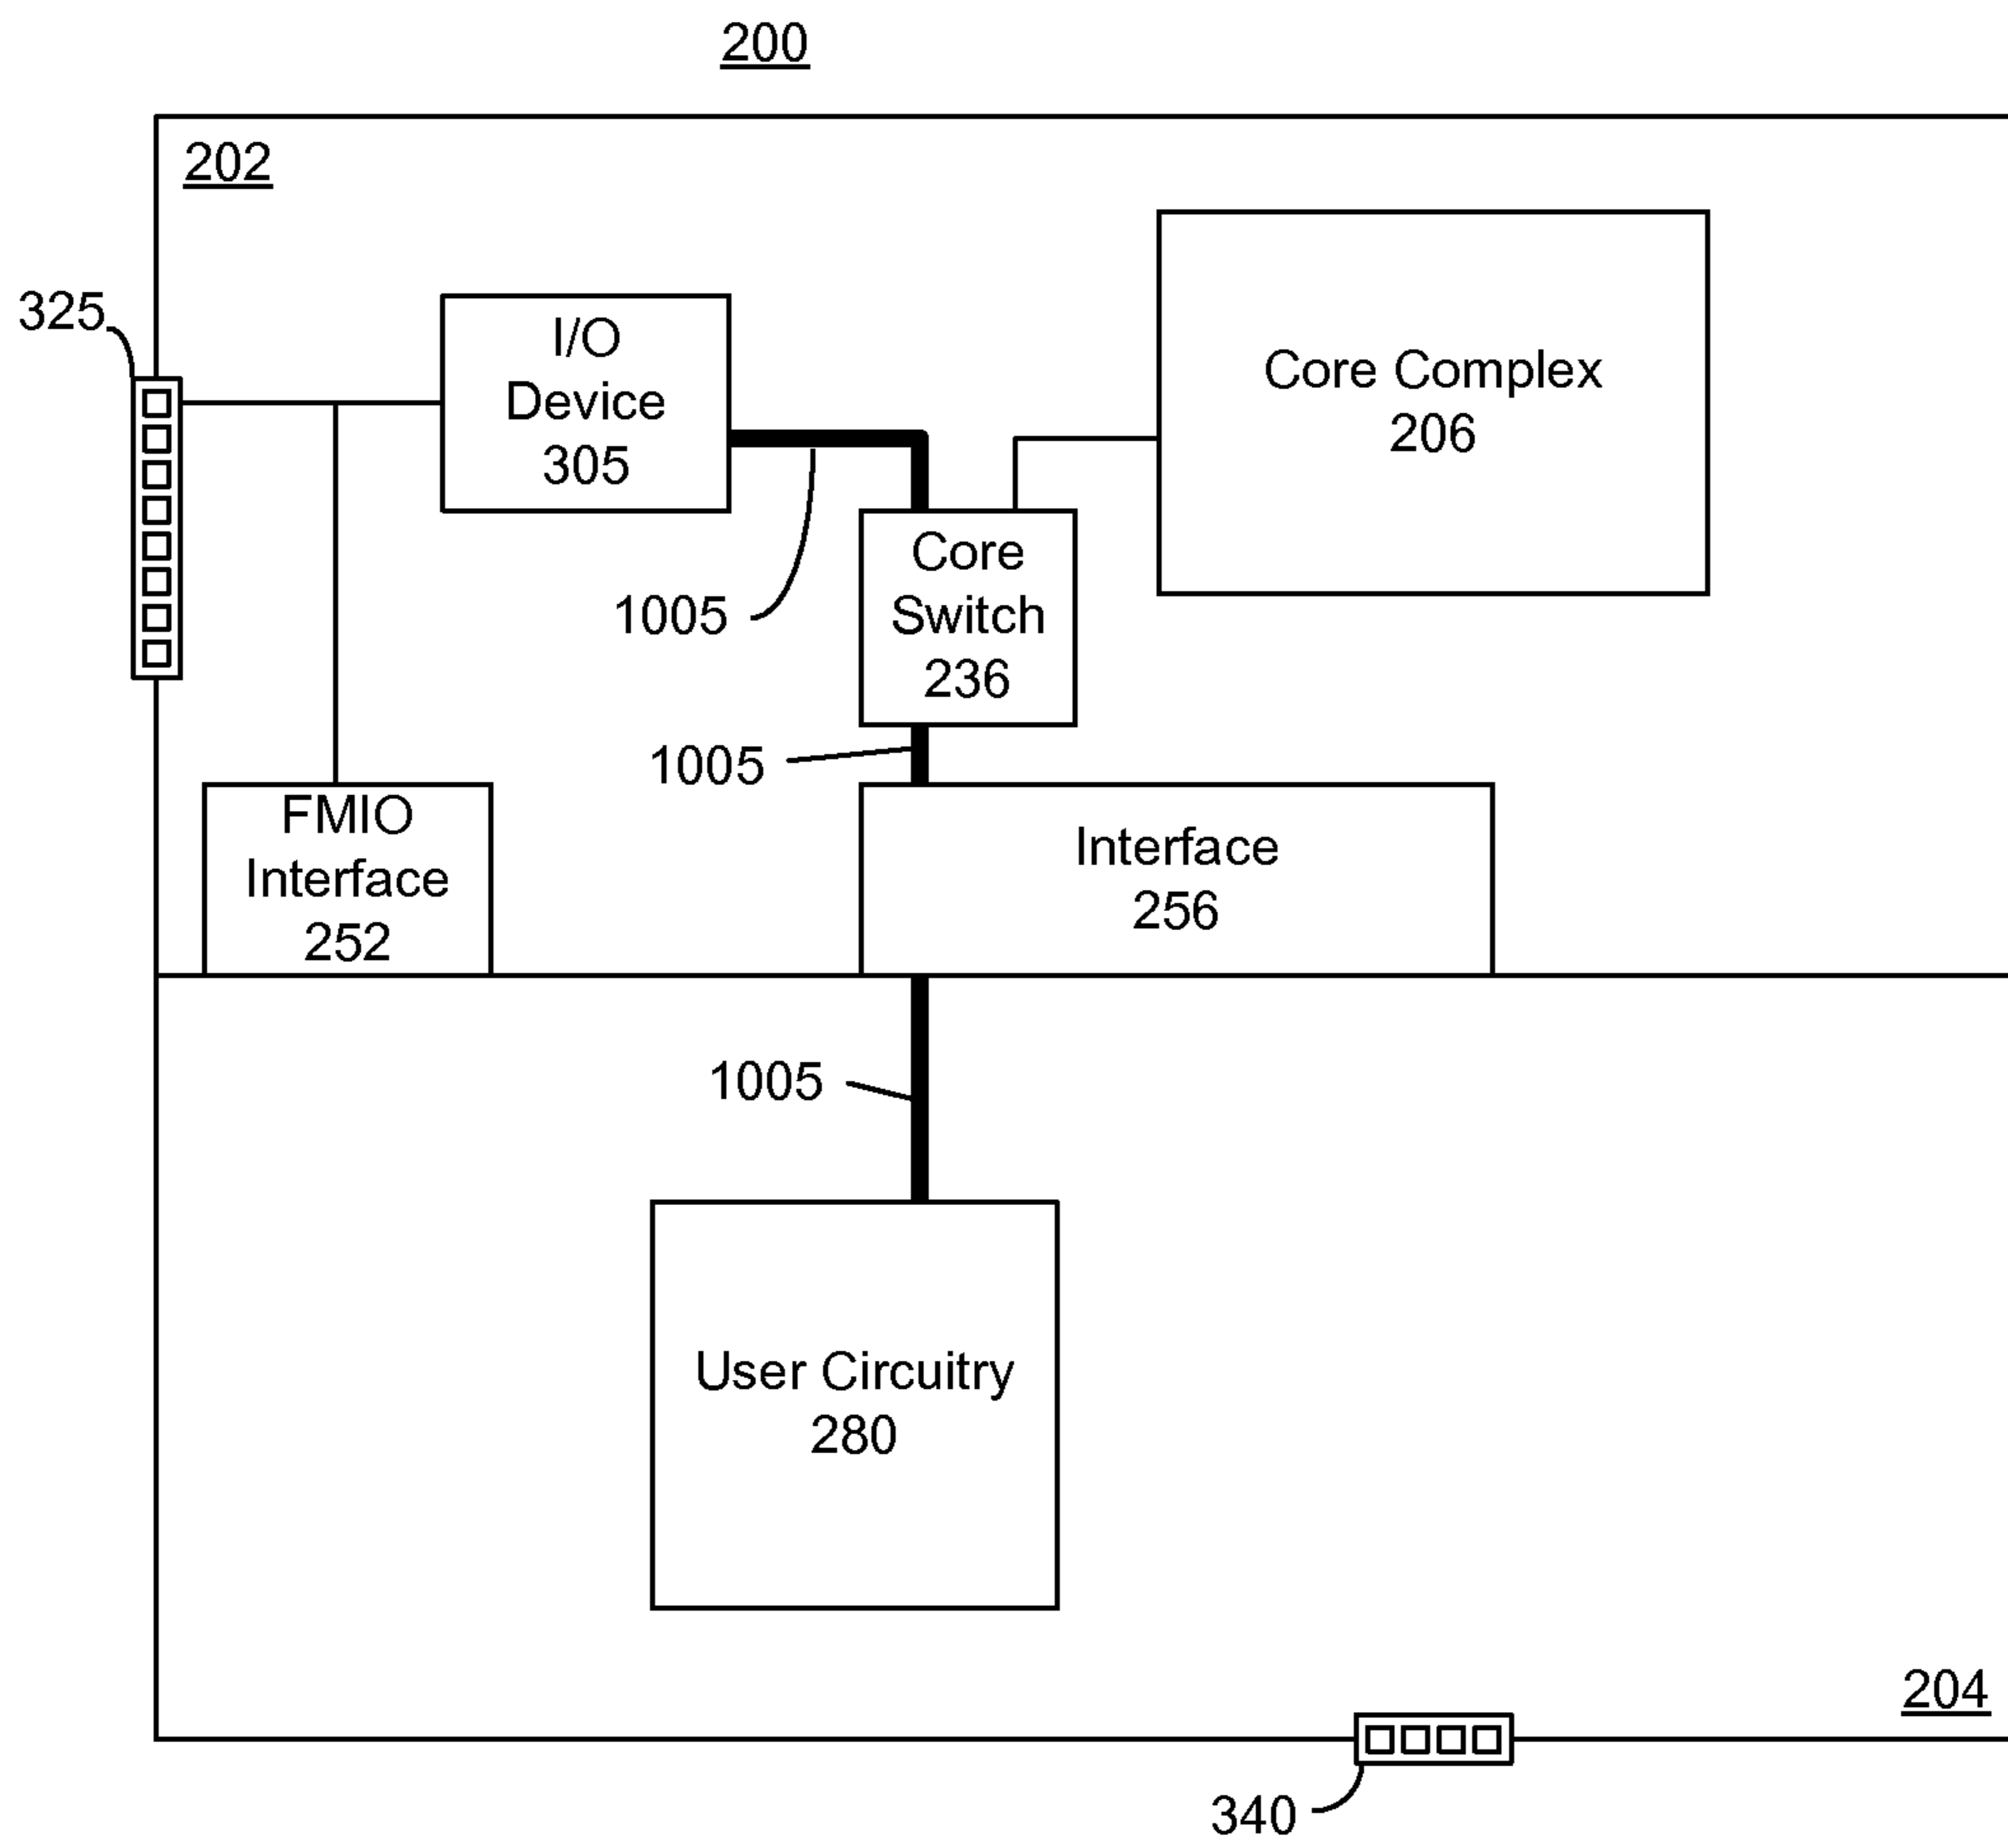 200
202
325
I/O
Device
305
Core Complex
206
1005
Core
Switch
236
1005
FMIO
Interface
252
Interface
256
1005
User Circuitry
280
204
340